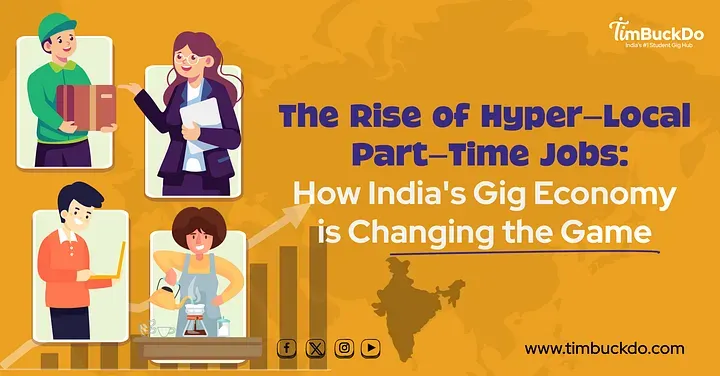 TimBuckDo
India's #1 Student Gig Hub
The Rise of Hyper–Local
Part–Time Jobs:
How India's Gig Economy
is Changing the Game
www.timbuckdo.com